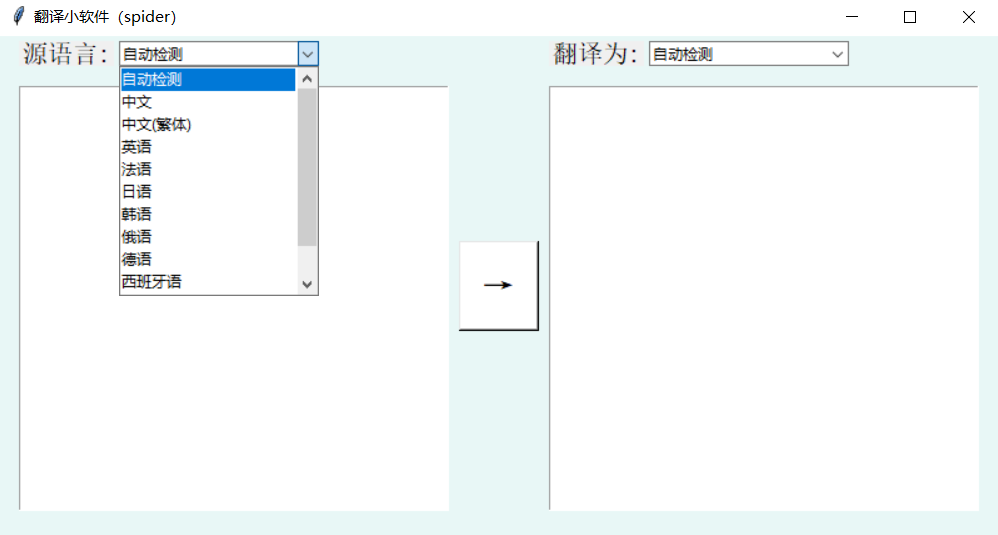 翻译小软件（spider）
源语言： 自动检测
翻译为： 自动检测
自动检测
中文
中文(繁体)
英语
法语
日语
韩语
俄语
德语
西班牙语
→